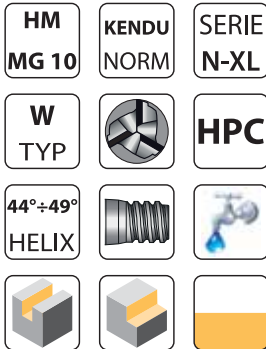 HM
MG 10
KENDU
NORM
SERIE
N-XL
W
TYP
HPC
44°÷49°
HELIX